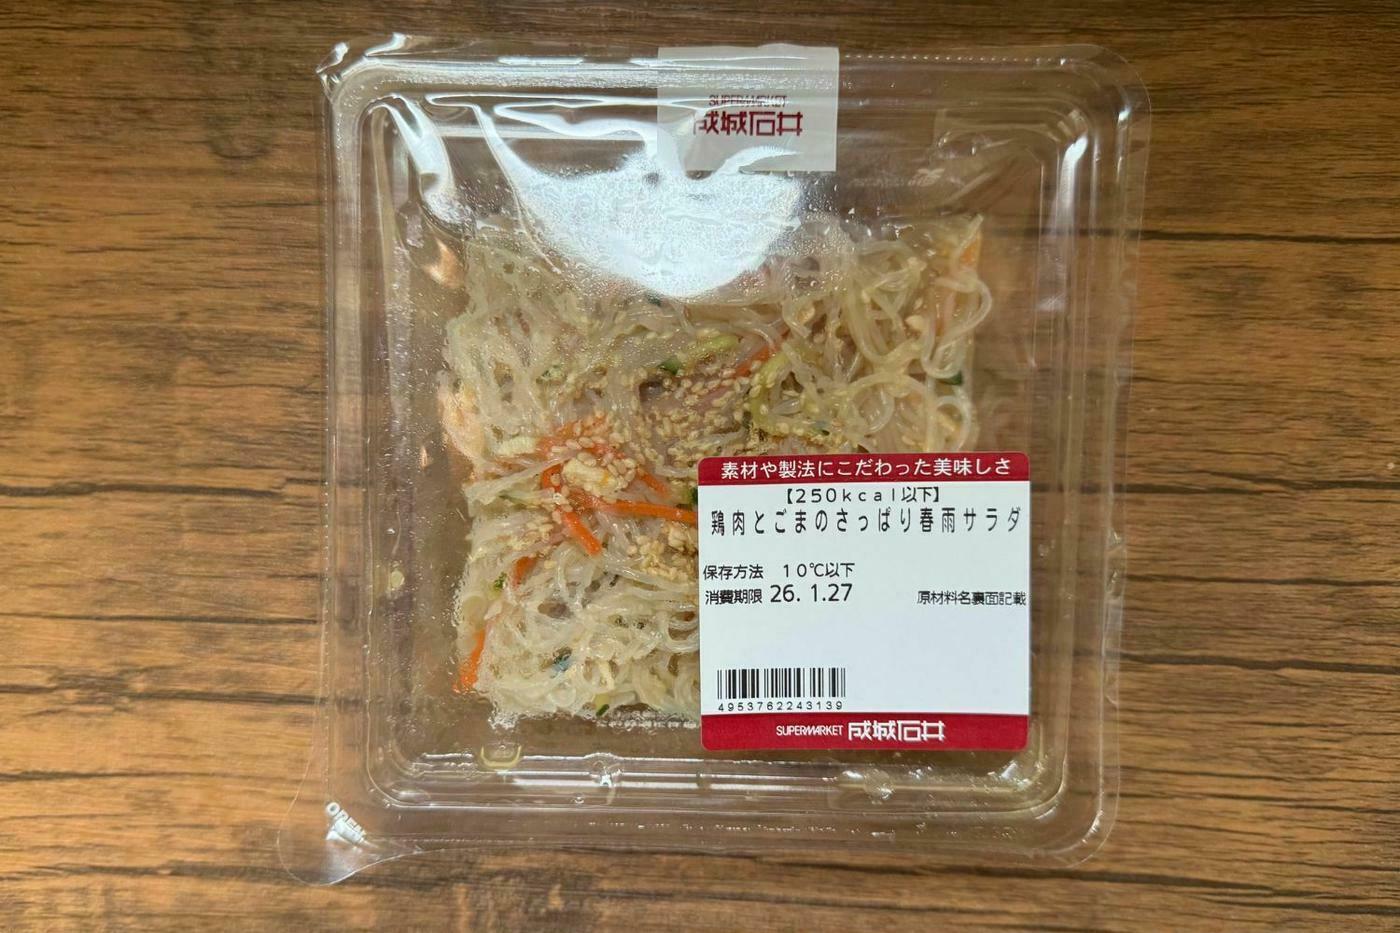 SUPERMARKET
成城石井
素材や製法にこだわった美味しさ
【250kcal以下】
鶏肉とごまのさっぱり春雨サラダ
保存方法 10℃以下
消費期限 26. 1.27 原材料名裏面記載
4953762243139
SUPERMARKET 成城石井
OPEN